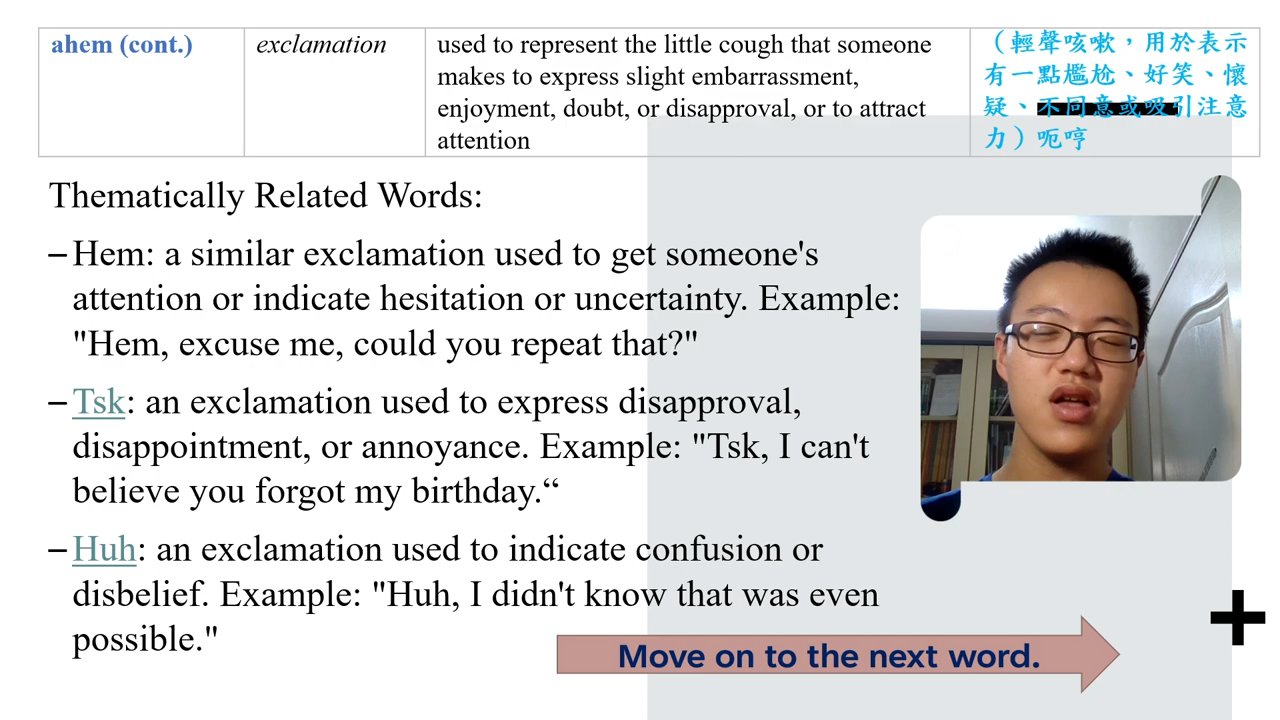 ahem (cont.)
exclamation
used to represent the little cough that someone
makes to express slight embarrassment,
enjoyment, doubt, or disapproval, or to attract
attention
（輕聲咳嗽，用於表示
有一點尷尬、好笑、懷
疑、不同意或吸引注意
力）呃哼
Thematically Related Words:
–Hem: a similar exclamation used to get someone's
attention or indicate hesitation or uncertainty. Example:
"Hem, excuse me, could you repeat that?"
–Tsk: an exclamation used to express disapproval,
disappointment, or annoyance. Example: "Tsk, I can't
believe you forgot my birthday.“
–Huh: an exclamation used to indicate confusion or
disbelief. Example: "Huh, I didn't know that was even
possible."
Move on to the next word.